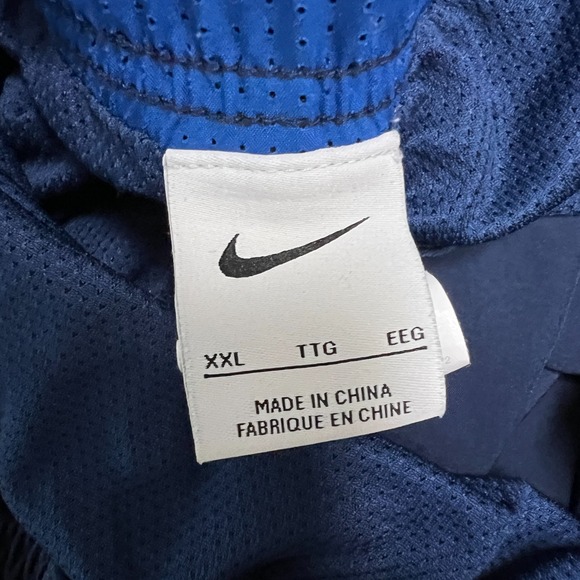 XXL TTG EEG
MADE IN CHINA
FABRIQUE EN CHINE